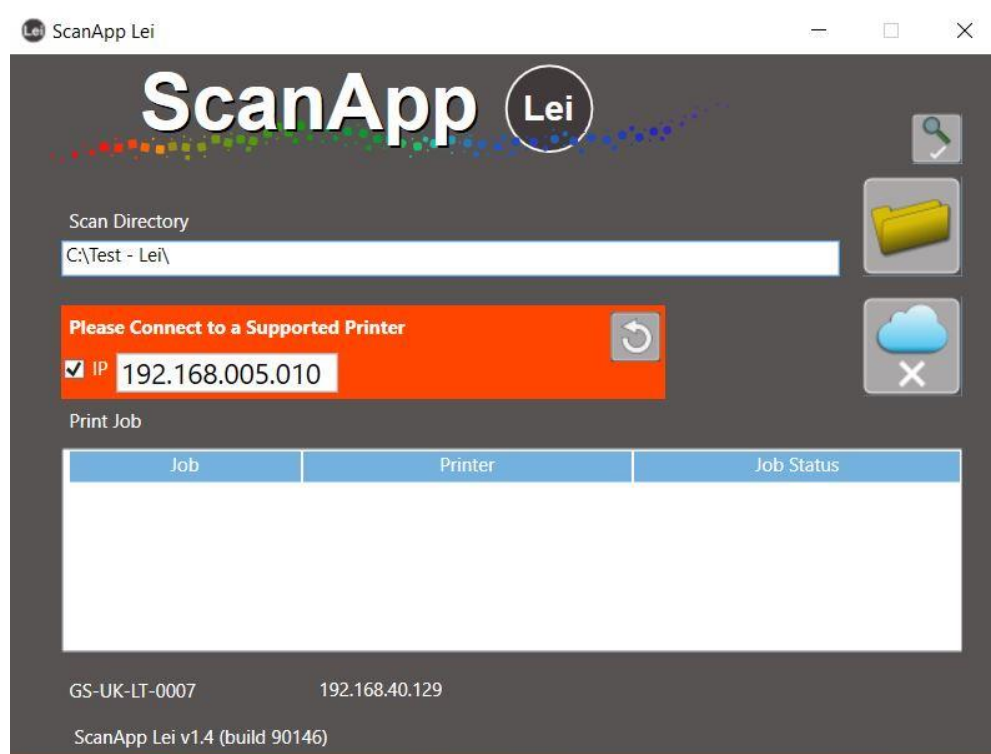 Lei ScanApp Lei
ScanApp Lei
Scan Directory
C:\Test - Lei\
Please Connect to a Supported Printer
IP 192.168.005.010
Print Job
Job Printer Job Status
GS-UK-LT-0007 192.168.40.129
ScanApp Lei v1.4 (build 90146)